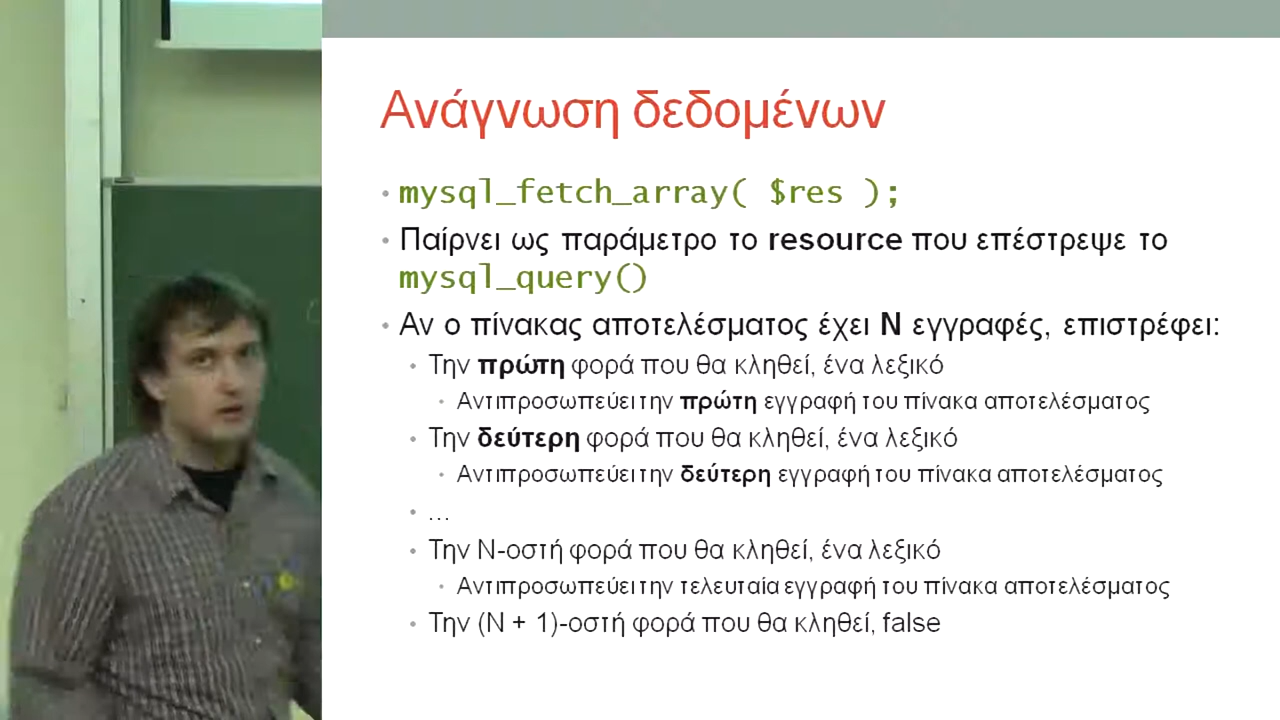 Ανάγνωση δεδομένων
• mysql_fetch_array( $res );
• Παίρνει ως παράμετρο το resource που επέστρεψε το
mysql_query()
• Αν ο πίνακας αποτελέσματος έχει N εγγραφές, επιστρέφει:
• Την πρώτη φορά που θα κληθεί, ένα λεξικό
• Αντιπροσωπεύει την πρώτη εγγραφή του πίνακα αποτελέσματος
• Την δεύτερη φορά που θα κληθεί, ένα λεξικό
• Αντιπροσωπεύει την δεύτερη εγγραφή του πίνακα αποτελέσματος
• ...
• Την N-οστή φορά που θα κληθεί, ένα λεξικό
• Αντιπροσωπεύει την τελευταία εγγραφή του πίνακα αποτελέσματος
• Την (N + 1)-οστή φορά που θα κληθεί, false